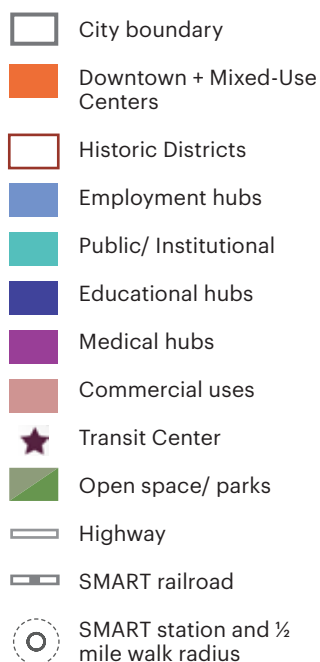 City boundary
Downtown + Mixed-Use
Centers
Historic Districts
Employment hubs
Public/ Institutional
Educational hubs
Medical hubs
Commercial uses
Transit Center
Open space/ parks
Highway
SMART railroad
SMART station and ½
mile walk radius